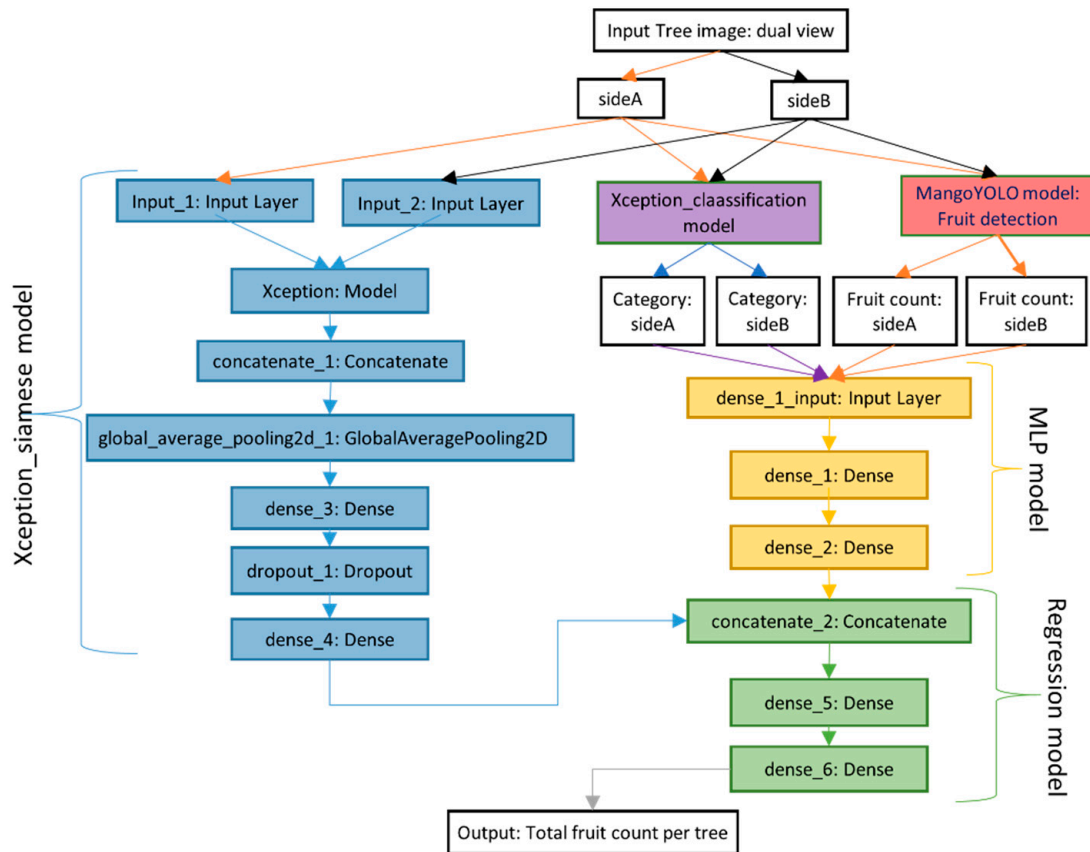 Input Tree image: dual view
sideA
sideB
Input_1: Input Layer
Input_2: Input Layer
Xception_claassification
model
MangoYOLO model:
Fruit detection
Xception: Model
Category:
sideA
Category:
sideB
Fruit count:
sideA
Fruit count:
sideB
concatenate_1: Concatenate
dense_1_input: Input Layer
global_average_pooling2d_1: GlobalAveragePooling2D
dense_1: Dense
dense_3: Dense
dense_2: Dense
dropout_1: Dropout
dense_4: Dense
concatenate_2: Concatenate
dense_5: Dense
dense_6: Dense
Output: Total fruit count per tree
Xception_siamese model
MLP model
Regression model